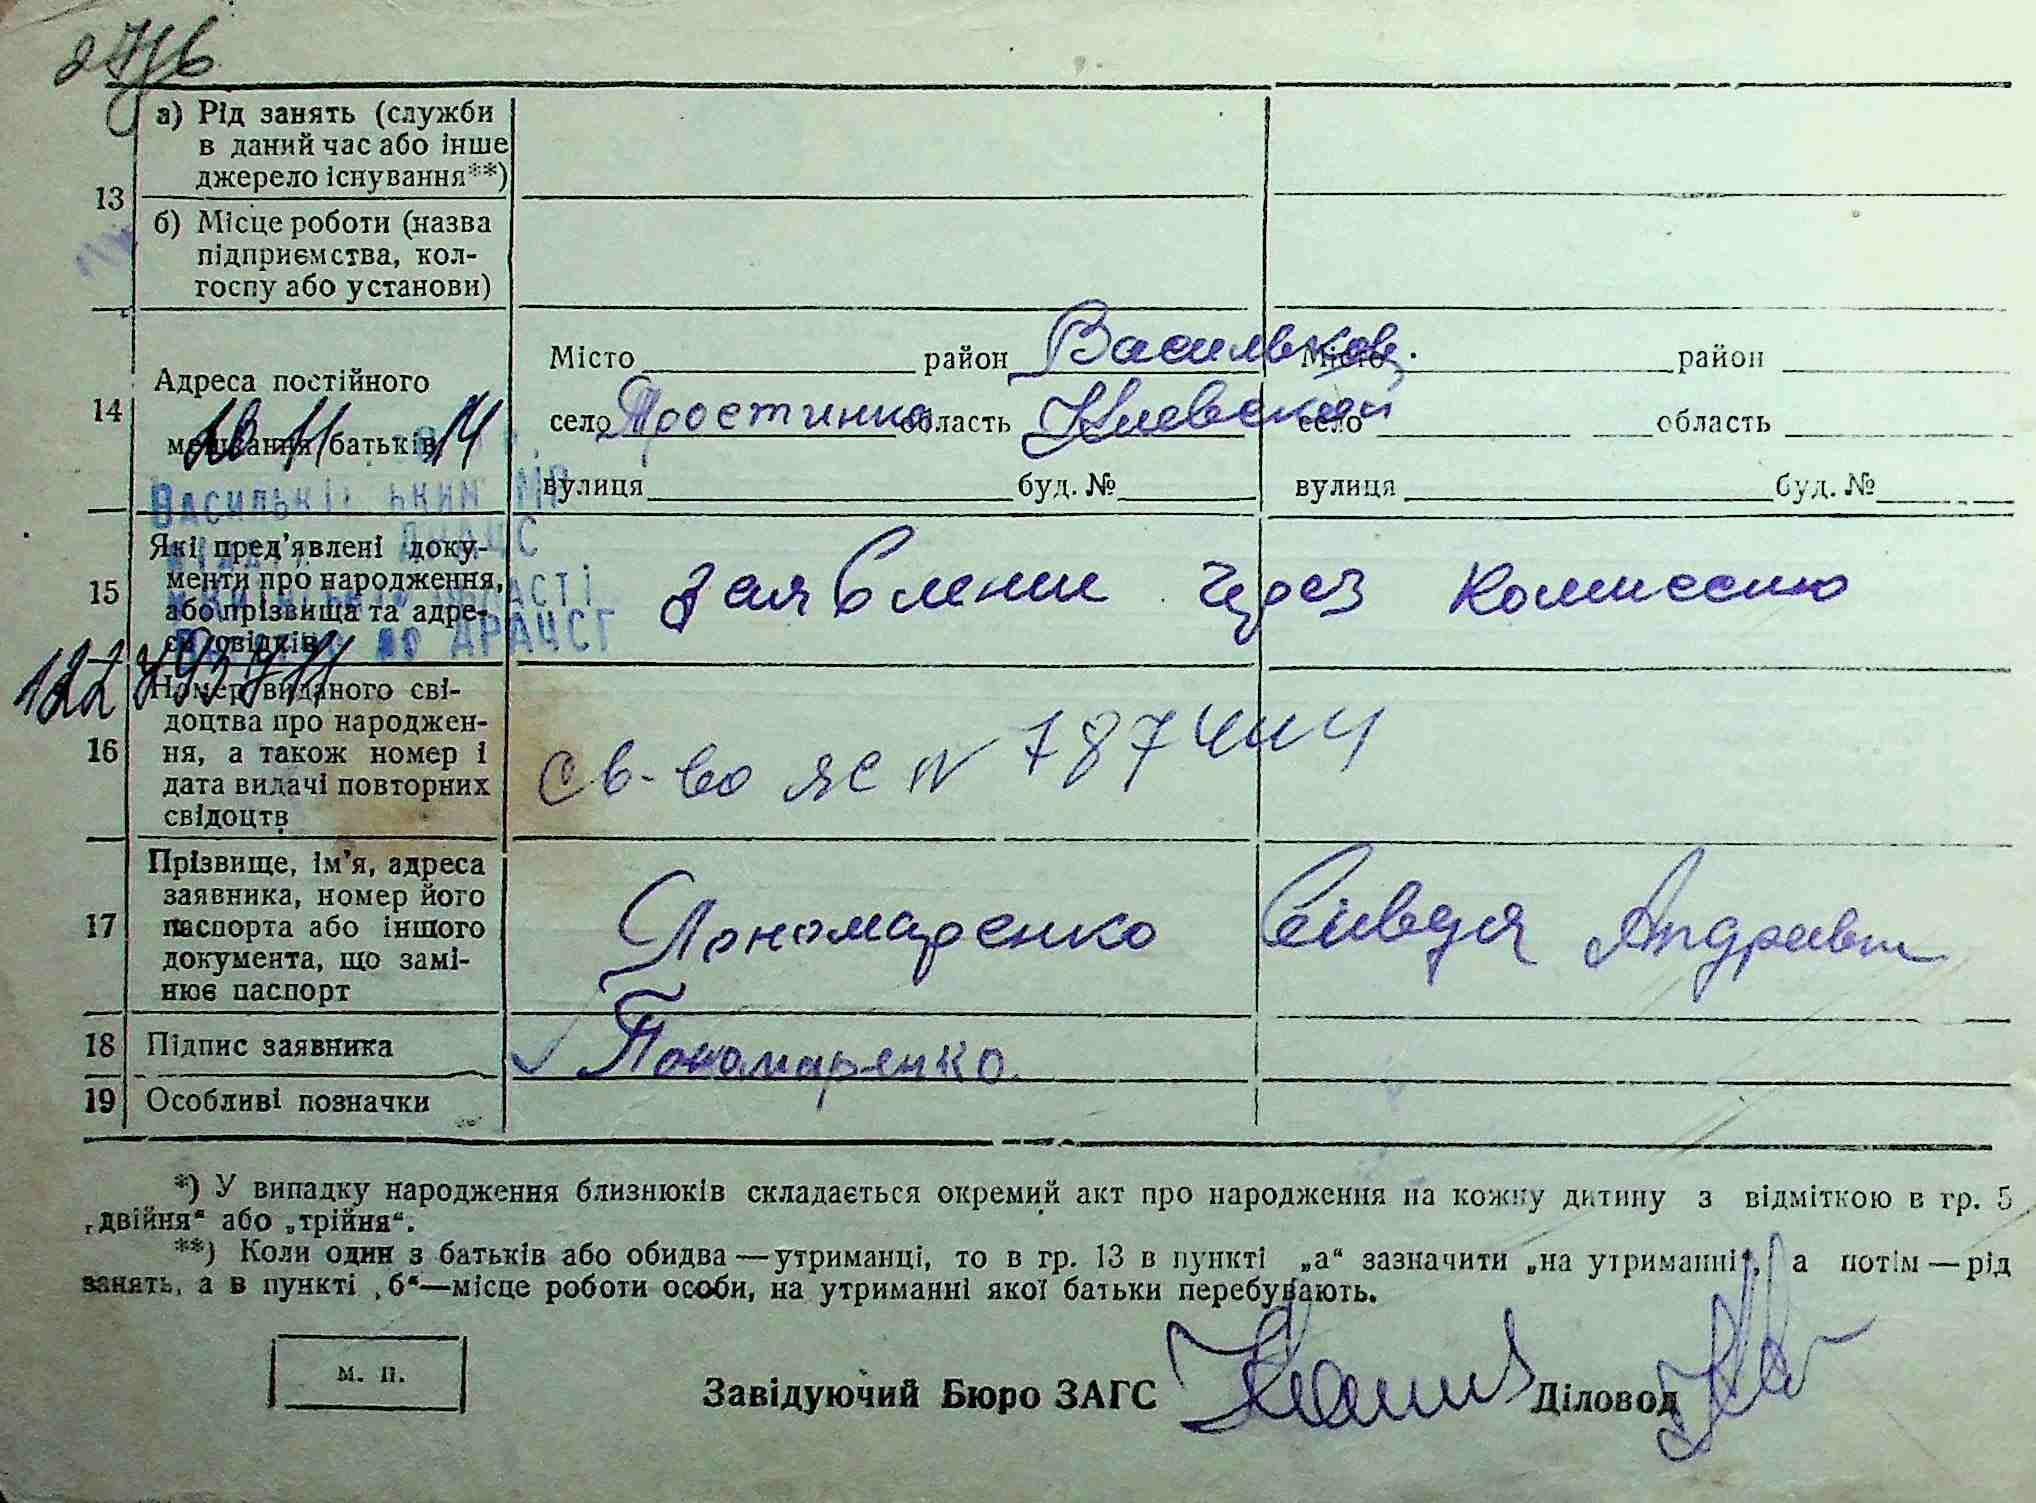 а) Рід занять (служби
в даний час або інше
джерело існування**)
13
б) Місце роботи (назва
підприємства, кол-
госпу або установи)
14
Адреса постійного
мешкання батьків
Місто район Васильков. Місто район
село Тростинка область Киевской село область
вулиця буд. № вулиця буд. №
20 11 14
15
Які пред'явлені доку-
менти про народження,
або прізвища та адре-
си свідків
заявление через комиссию
16
Номер виданого сві-
доцтва про народжен-
ня, а також номер і
дата видачі повторних
свідоцтв
св-во ЯС N
17
Прізвище, ім'я, адреса
заявника, номер його
паспорта або іншого
документа, що замі-
нює паспорт
Пономаренко
18 Підпис заявника Пономаренко
19 Особливі позначки
*) У випадку народження близнюків складається окремий акт про народження на кожну дитину з відміткою в гр. 5
„двійня“ або „трійня“.
**) Коли один з батьків або обидва—утриманці, то в гр. 13 в пункті „а“ зазначити „на утриманні“, а потім—рід
занять, а в пункті „б“—місце роботи особи, на утриманні якої батьки перебувають.
м. п.
Завідуючий Бюро ЗАГС Діловод